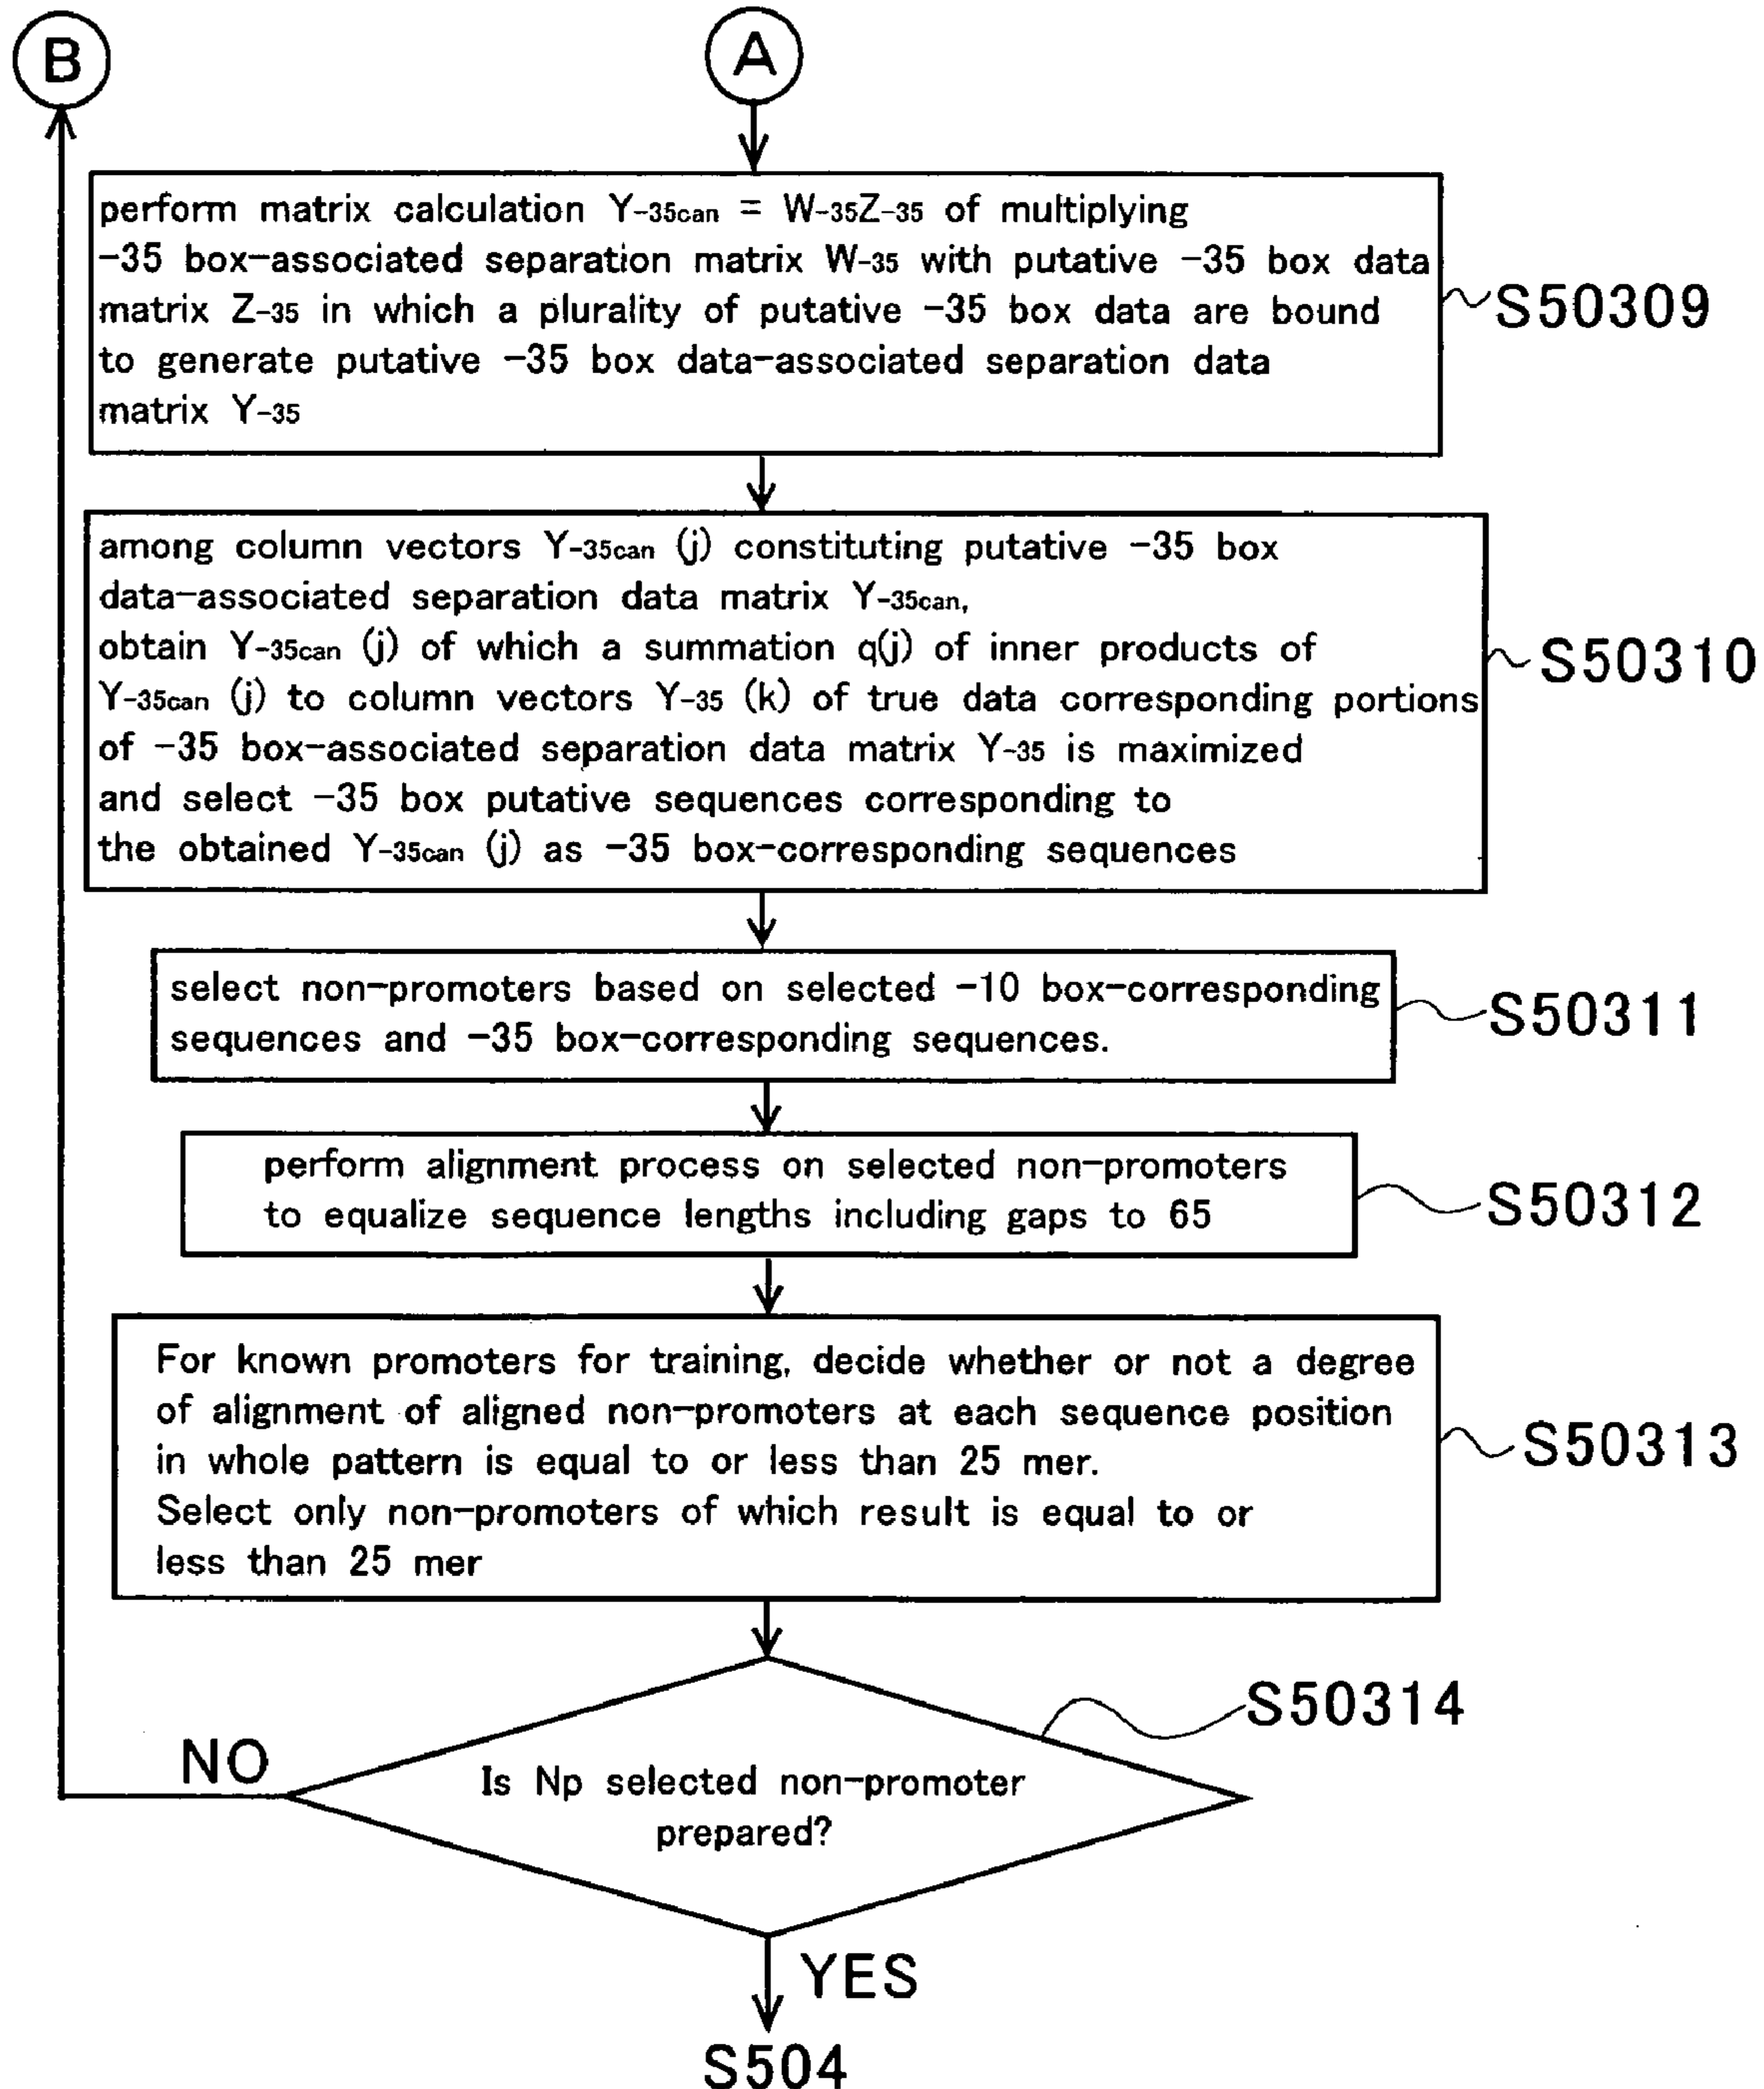 B
A
perform matrix calculation Y-35can = W-35Z-35 of multiplying
-35 box-associated separation matrix W-35 with putative -35 box data
matrix Z-35 in which a plurality of putative -35 box data are bound
to generate putative -35 box data-associated separation data
matrix Y-35
S50309
among column vectors Y-35can (j) constituting putative -35 box
data-associated separation data matrix Y-35can,
obtain Y-35can (j) of which a summation q(j) of inner products of
Y-35can (j) to column vectors Y-35 (k) of true data corresponding portions
of -35 box-associated separation data matrix Y-35 is maximized
and select -35 box putative sequences corresponding to
the obtained Y-35can (j) as -35 box-corresponding sequences
S50310
select non-promoters based on selected -10 box-corresponding
sequences and -35 box-corresponding sequences.
S50311
perform alignment process on selected non-promoters
to equalize sequence lengths including gaps to 65
S50312
For known promoters for training, decide whether or not a degree
of alignment of aligned non-promoters at each sequence position
in whole pattern is equal to or less than 25 mer.
Select only non-promoters of which result is equal to or
less than 25 mer
S50313
S50314
NO
Is Np selected non-promoter
prepared?
YES
S504